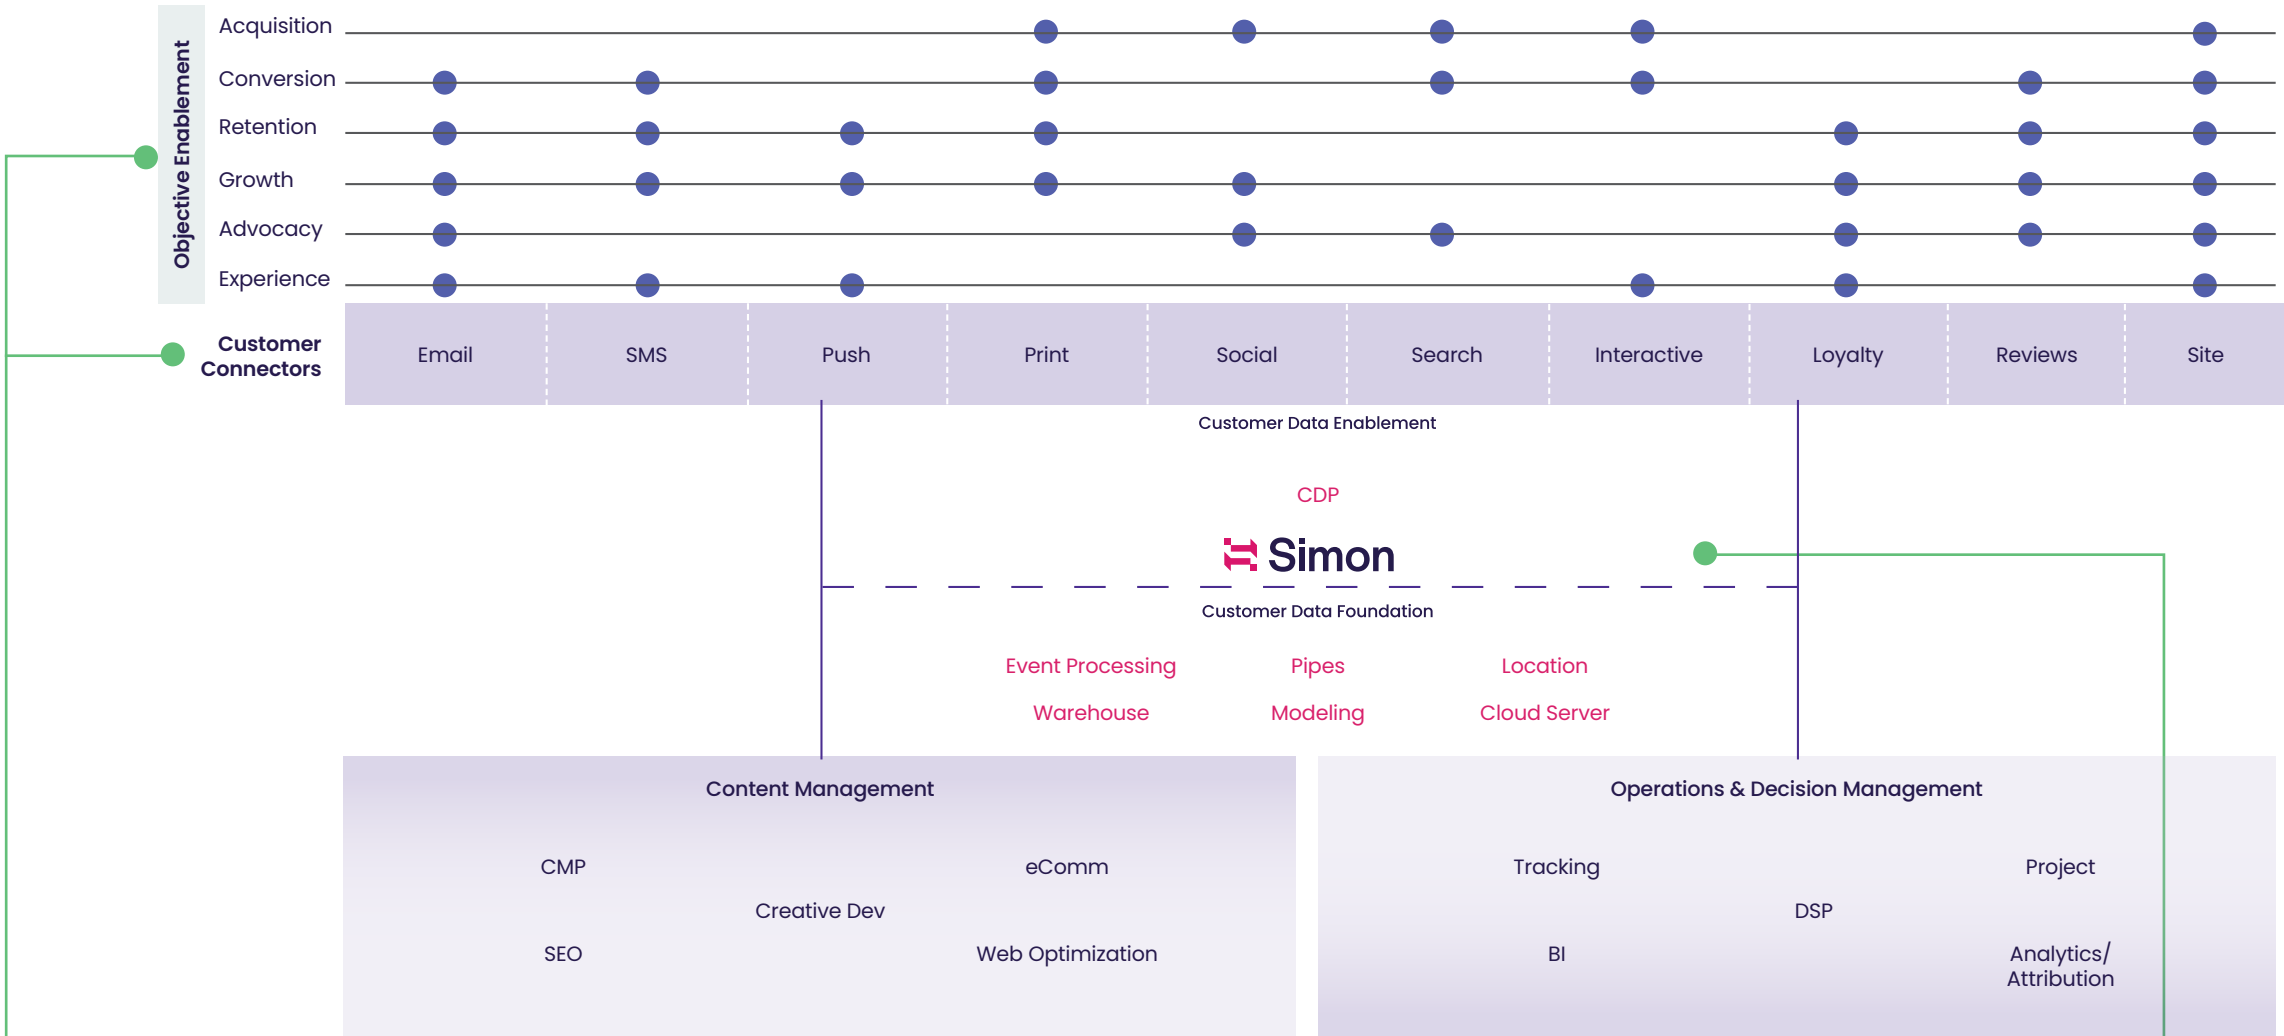 Objective Enablement
Acquisition
Conversion
Retention
Growth
Advocacy
Experience
Customer
Connectors
Email
SMS
Push
Print
Social
Search
Interactive
Loyalty
Reviews
Site
Customer Data Enablement
CDP
Simon
Customer Data Foundation
Event Processing
Pipes
Location
Warehouse
Modeling
Cloud Server
Content Management
CMP
eComm
Creative Dev
SEO
Web Optimization
Operations & Decision Management
Tracking
Project
DSP
BI
Analytics/
Attribution